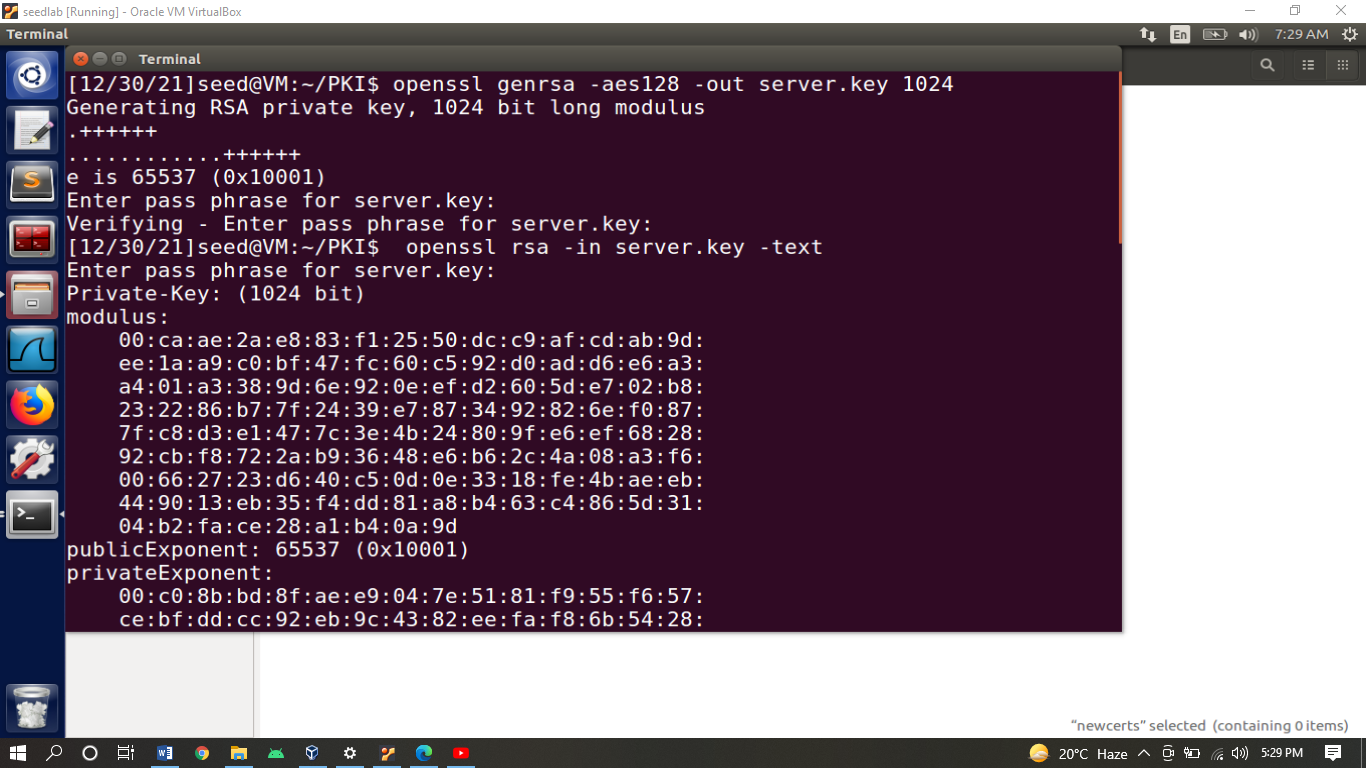 seedlab [Running] - Oracle VM VirtualBox
Terminal
En
7:29 AM
Terminal
[12/30/21]seed@VM:~/PKI$ openssl genrsa -aes128 -out server.key 1024
Generating RSA private key, 1024 bit long modulus
.++++++
............++++++
e is 65537 (0x10001)
Enter pass phrase for server.key:
Verifying - Enter pass phrase for server.key:
[12/30/21]seed@VM:~/PKI$  openssl rsa -in server.key -text
Enter pass phrase for server.key:
Private-Key: (1024 bit)
modulus:
    00:ca:ae:2a:e8:83:f1:25:50:dc:c9:af:cd:ab:9d:
    ee:1a:a9:c0:bf:47:fc:60:c5:92:d0:ad:d6:e6:a3:
    a4:01:a3:38:9d:6e:92:0e:ef:d2:60:5d:e7:02:b8:
    23:22:86:b7:7f:24:39:e7:87:34:92:82:6e:f0:87:
    7f:c8:d3:e1:47:7c:3e:4b:24:80:9f:e6:ef:68:28:
    92:cb:f8:72:2a:b9:36:48:e6:b6:2c:4a:08:a3:f6:
    00:66:27:23:d6:40:c5:0d:0e:33:18:fe:4b:ae:eb:
    44:90:13:eb:35:f4:dd:81:a8:b4:63:c4:86:5d:31:
    04:b2:fa:ce:28:a1:b4:0a:9d
publicExponent: 65537 (0x10001)
privateExponent:
    00:c0:8b:bd:8f:ae:e9:04:7e:51:81:f9:55:f6:57:
    ce:bf:dd:cc:92:eb:9c:43:82:ee:fa:f8:6b:54:28:
“newcerts” selected (containing 0 items)
20°C Haze
5:29 PM